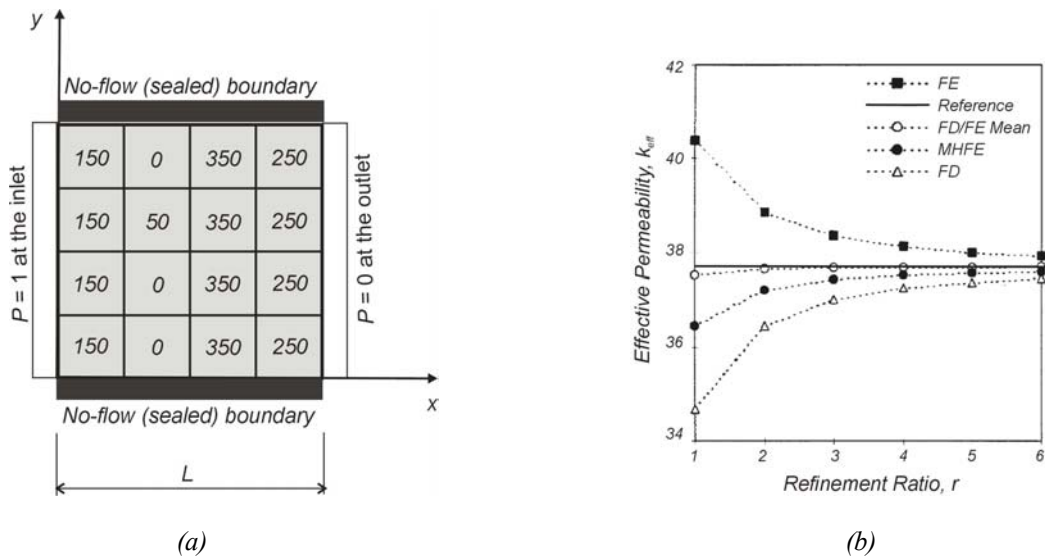 y
No-flow (sealed) boundary
P = 1 at the inlet
150 0 350 250
150 50 350 250
150 0 350 250
150 0 350 250
P = 0 at the outlet
x
No-flow (sealed) boundary
L
(a)
Effective Permeability, keff
42
40
38
36
34
FE
Reference
FD/FE Mean
MHFE
FD
1 2 3 4 5 6
Refinement Ratio, r
(b)